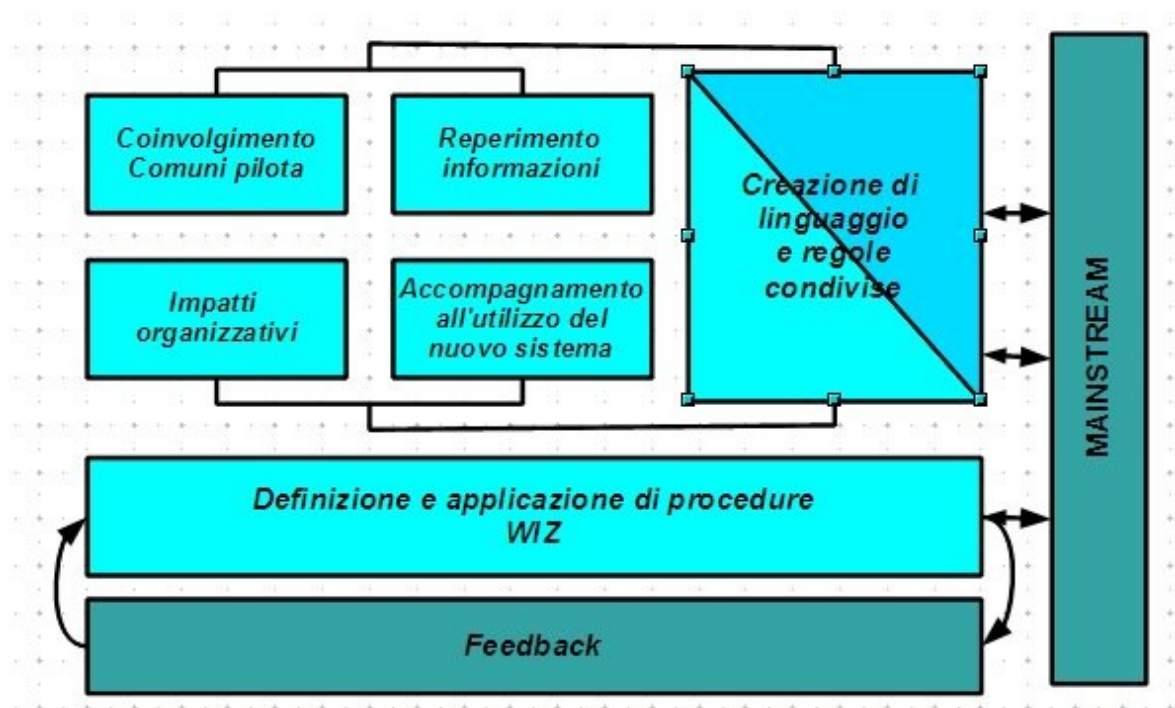 Coinvolgimento
Comuni pilota
Reperimento
informazioni
Creazione di
linguaggio
e regole
condivise
Impatti
organizzativi
Accompagnamento
all'utilizzo del
nuovo sistema
MAINSTREAM
Definizione e applicazione di procedure
WIZ
Feedback